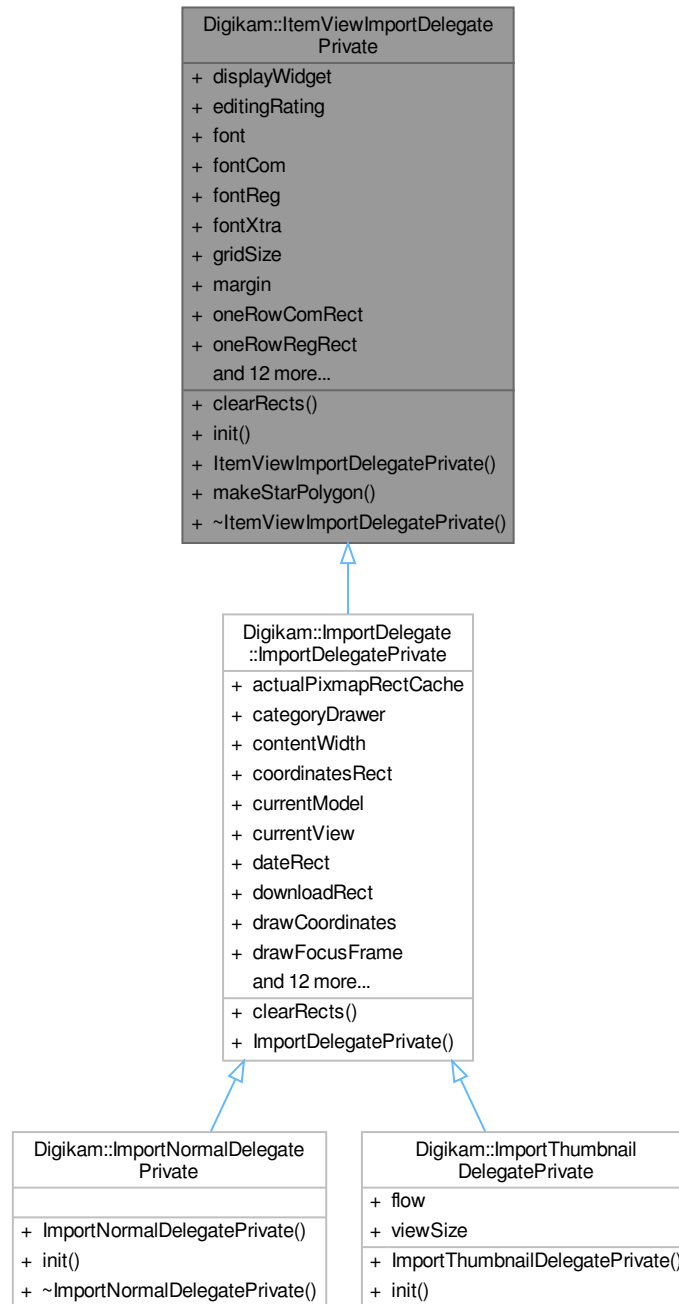 Digikam::ItemViewImportDelegate
Private
+ displayWidget
+ editingRating
+ font
+ fontCom
+ fontReg
+ fontXtra
+ gridSize
+ margin
+ oneRowComRect
+ oneRowRegRect
and 12 more...
+ clearRects()
+ init()
+ ItemViewImportDelegatePrivate()
+ makeStarPolygon()
+ ~ItemViewImportDelegatePrivate()
Digikam::ImportDelegate
::ImportDelegatePrivate
+ actualPixmapRectCache
+ categoryDrawer
+ contentWidth
+ coordinatesRect
+ currentModel
+ currentView
+ dateRect
+ downloadRect
+ drawCoordinates
+ drawFocusFrame
and 12 more...
+ clearRects()
+ ImportDelegatePrivate()
Digikam::ImportNormalDelegate
Private
+ ImportNormalDelegatePrivate()
+ init()
+ ~ImportNormalDelegatePrivate()
Digikam::ImportThumbnail
DelegatePrivate
+ flow
+ viewSize
+ ImportThumbnailDelegatePrivate()
+ init()